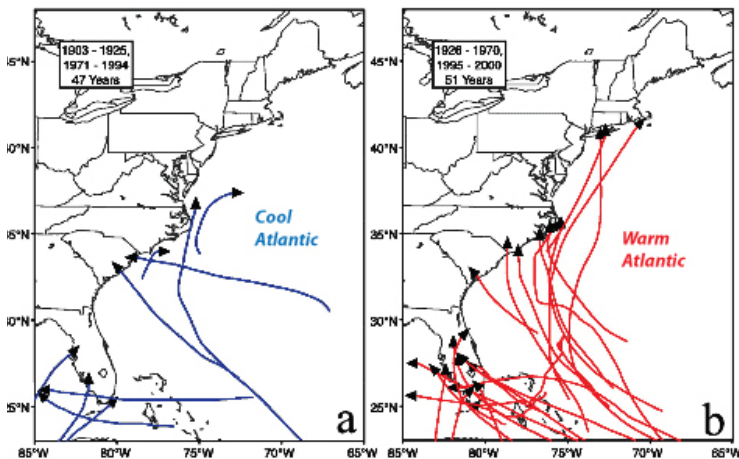 1903 - 1925,
1971 - 1994
47 Years
1926 - 1970,
1995 - 2000
51 Years
45°N
45°N
40°N
40°N
Cool
Atlantic
Warm
Atlantic
35°N
35°N
30°N
30°N
25°N
25°N
a
b
85°W 80°W 75°W 70°W 65°W
85°W 80°W 75°W 70°W 65°W